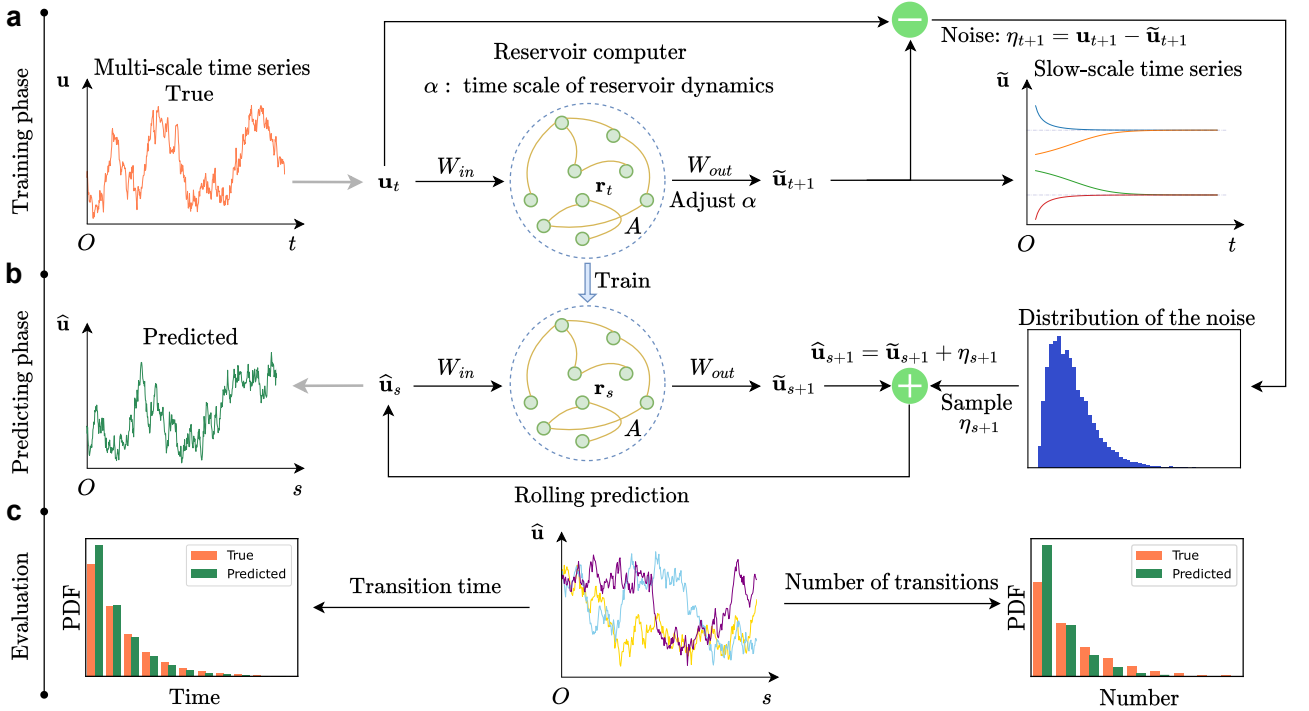 a
Training phase
Multi-scale time series
True
u
O
t
Reservoir computer
α : time scale of reservoir dynamics
u_t
W_in
r_t
A
W_out
Adjust α
ũ_{t+1}
−
Noise: η_{t+1} = u_{t+1} − ũ_{t+1}
Slow-scale time series
ũ
O
t
Train
b
Predicting phase
û
Predicted
O
s
û_s
W_in
r_s
A
W_out
ũ_{s+1}
û_{s+1} = ũ_{s+1} + η_{s+1}
+
Sample
η_{s+1}
Distribution of the noise
Rolling prediction
c
Evaluation
PDF
True
Predicted
Time
Transition time
û
O
s
Number of transitions
PDF
True
Predicted
Number